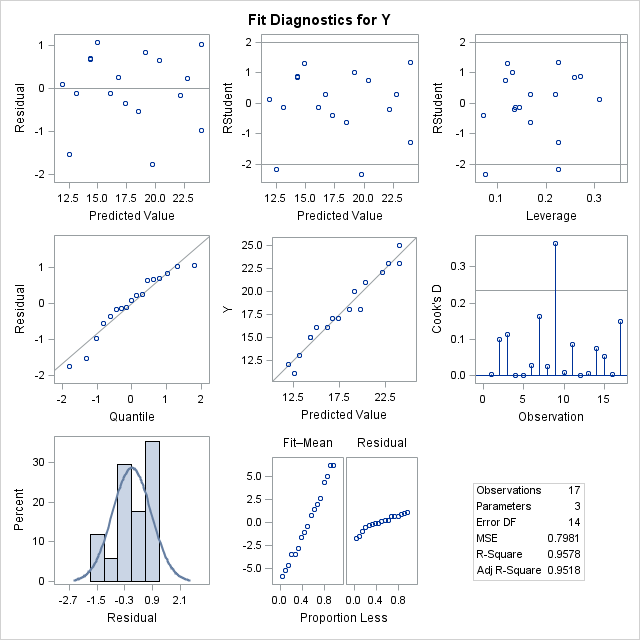 Fit Diagnostics for Y
Residual
1
0
-1
-2
12.5 15.0 17.5 20.0 22.5
Predicted Value
RStudent
2
1
0
-1
-2
12.5 15.0 17.5 20.0 22.5
Predicted Value
RStudent
2
1
0
-1
-2
0.1 0.2 0.3
Leverage
Residual
1
0
-1
-2
-2 -1 0 1 2
Quantile
Y
25.0
22.5
20.0
17.5
15.0
12.5
12.5 17.5 22.5
Predicted Value
Cook's D
0.3
0.2
0.1
0.0
0 5 10 15
Observation
Percent
30
20
10
0
-2.7 -1.5 -0.3 0.9 2.1
Residual
Fit–Mean Residual
5.0
2.5
0.0
-2.5
-5.0
0.0 0.4 0.8 0.0 0.4 0.8
Proportion Less
Observations 17
Parameters 3
Error DF 14
MSE 0.7981
R-Square 0.9578
Adj R-Square 0.9518